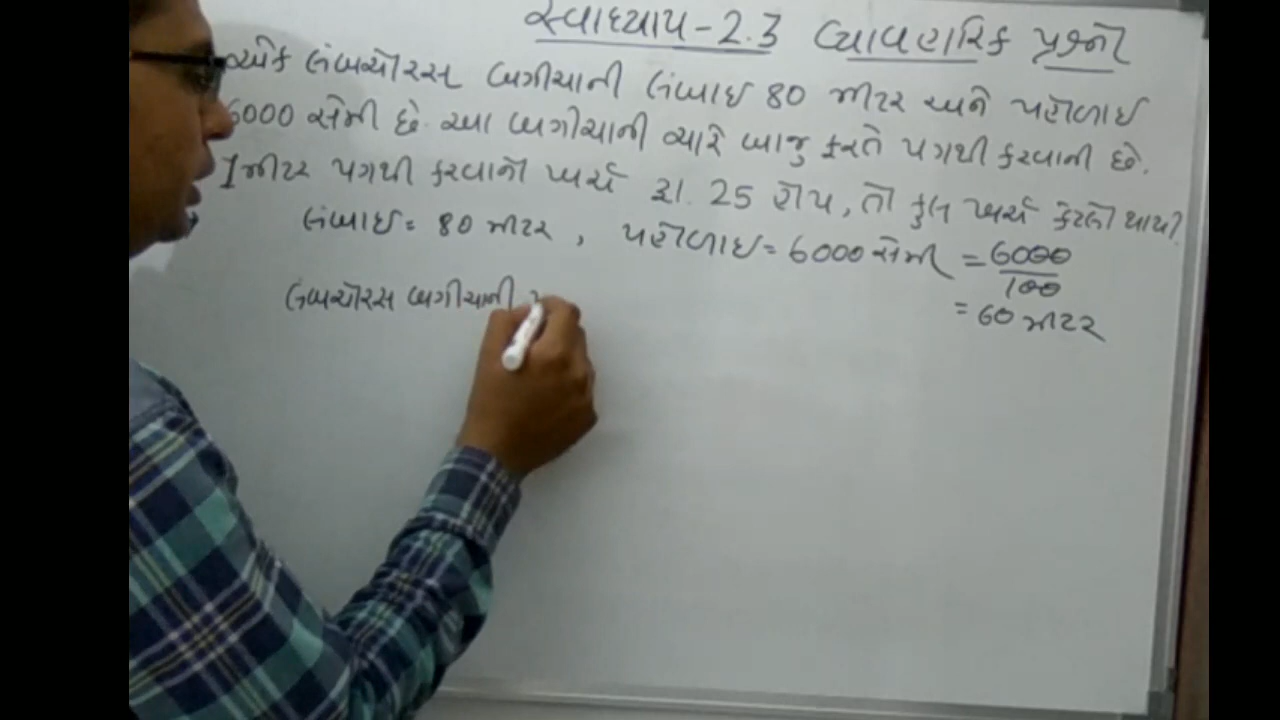 સ્વાધ્યાય-2.3 વ્યાવહારિક પ્રશ્નો
એક લંબચોરસ બગીચાની લંબાઇ 80 મીટર અને પહોળાઇ
6000 સેમી છે. આ બગીચાની ચારે બાજુ ફરતે પગથી કરવાની છે.
1 મીટર પગથી કરવાનો ખર્ચ રૂા. 25 હોય, તો કુલ ખર્ચ કેટલો થાય?
લંબાઇ = 80 મીટર , પહોળાઇ = 6000 સેમી = 6000
100
= 60 મીટર
લંબચોરસ બગીચાની